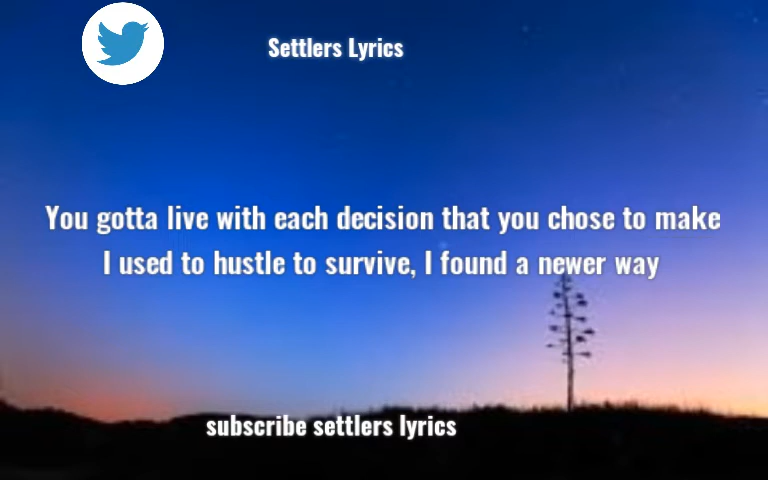 Settlers Lyrics
You gotta live with each decision that you chose to make
I used to hustle to survive, I found a newer way
subscribe settlers lyrics